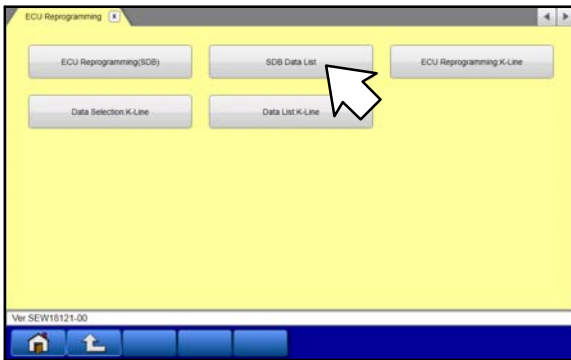 ECU Reprogramming x
ECU Reprogramming(SDB) SDB Data List ECU Reprogramming:K-Line
Data Selection:K-Line Data List:K-Line
Ver.SEW18121-00